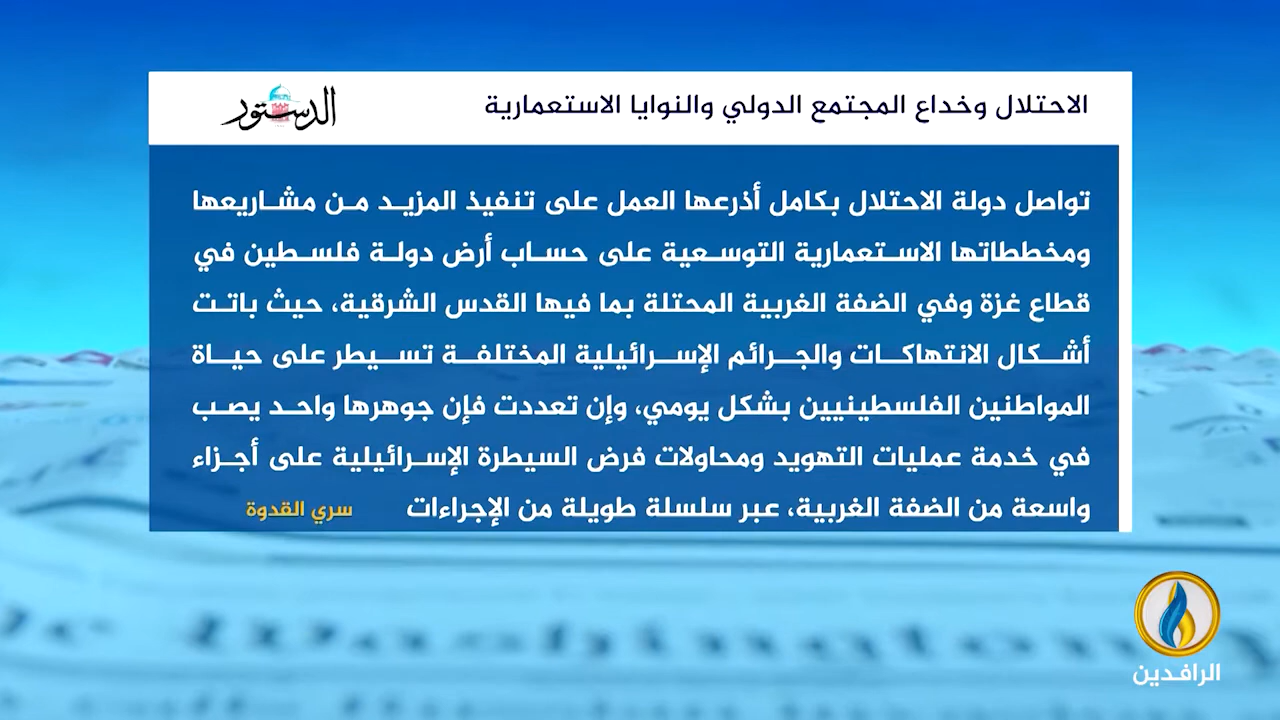 الاحتلال وخداع المجتمع الدولي والنوايا الاستعمارية
الدستور
تواصل دولة الاحتلال بكامل أذرعها العمل على تنفيذ المزيد من مشاريعها
ومخططاتها الاستعمارية التوسعية على حساب أرض دولة فلسطين في
قطاع غزة وفي الضفة الغربية المحتلة بما فيها القدس الشرقية، حيث باتت
أشكال الانتهاكات والجرائم الإسرائيلية المختلفة تسيطر على حياة
المواطنين الفلسطينيين بشكل يومي، وإن تعددت فإن جوهرها واحد يصب
في خدمة عمليات التهويد ومحاولات فرض السيطرة الإسرائيلية على أجزاء
واسعة من الضفة الغربية، عبر سلسلة طويلة من الإجراءات
سري القدوة
الرافدين